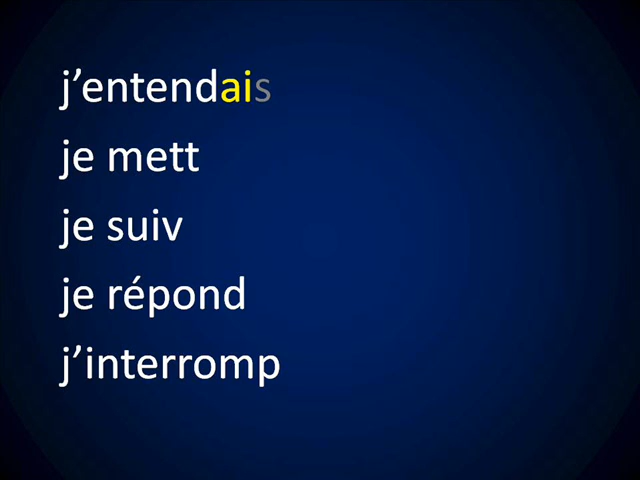 j’entendais
je mett
je suiv
je répond
j’interromp